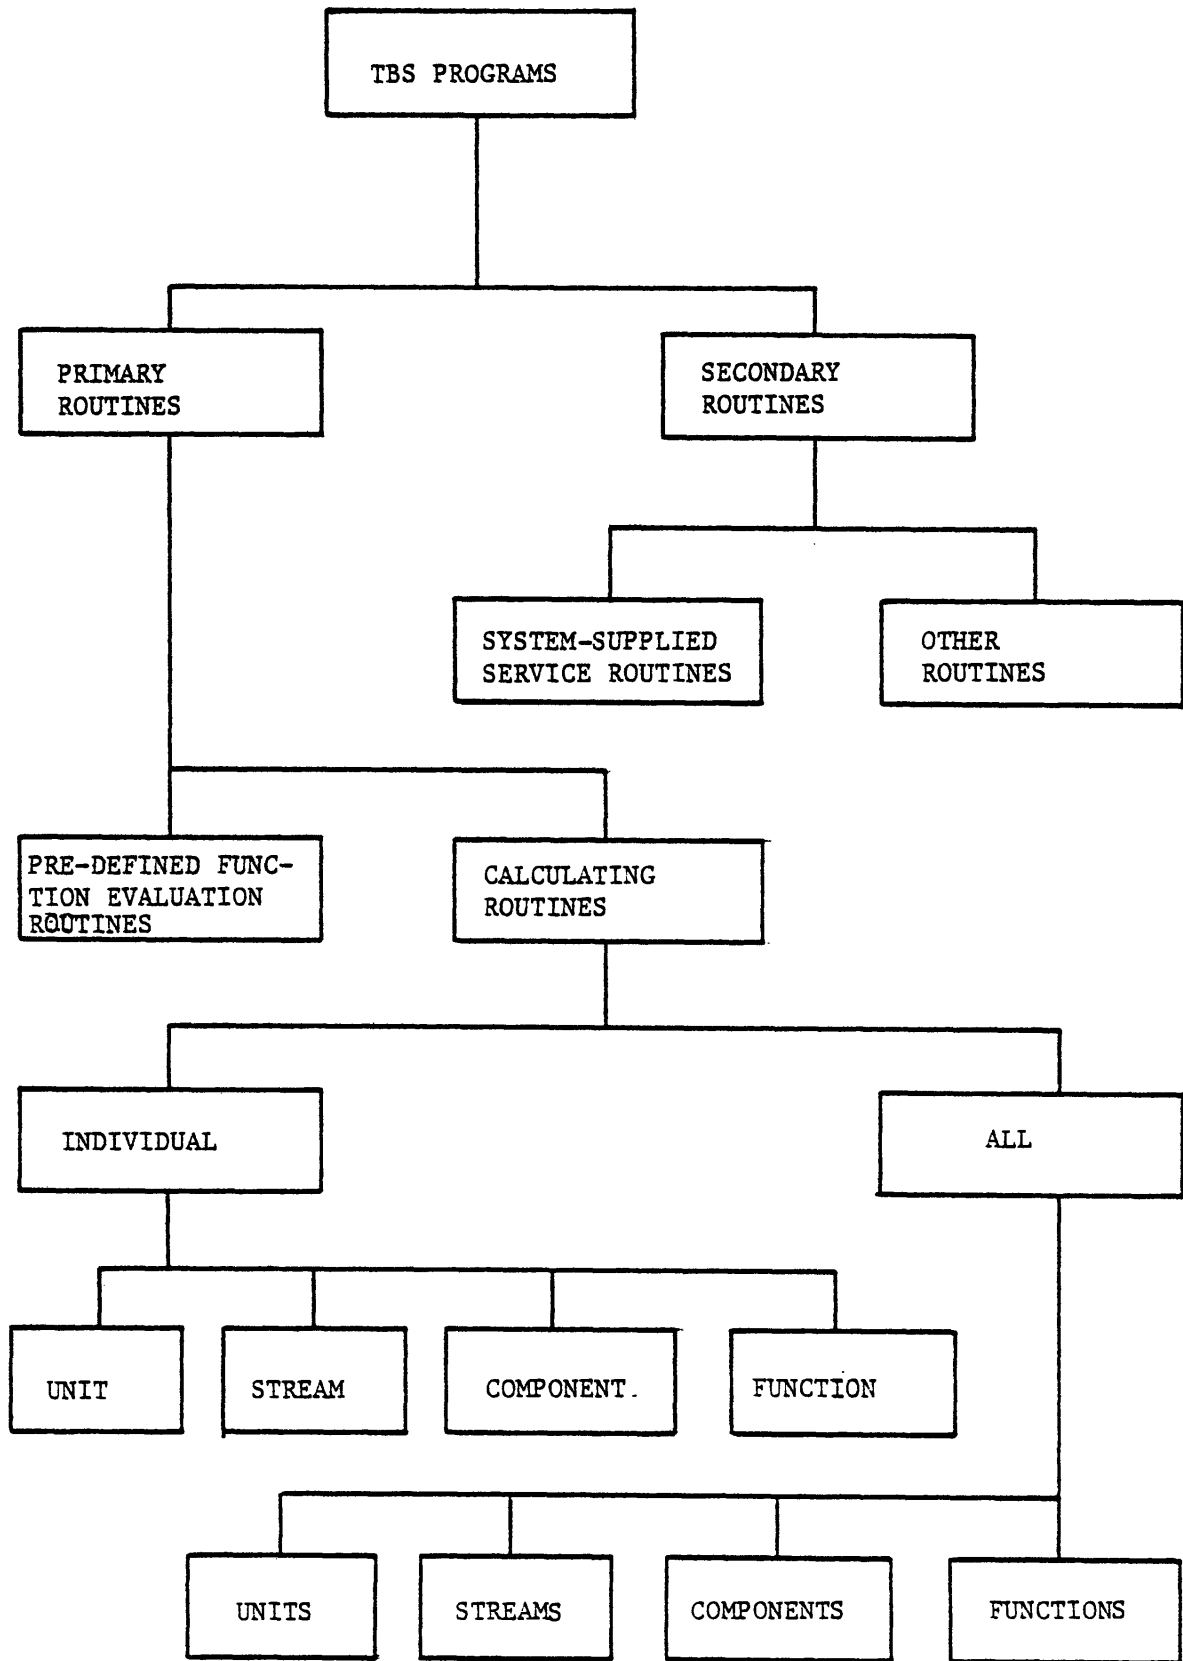 TBS PROGRAMS
PRIMARY
ROUTINES
SECONDARY
ROUTINES
SYSTEM-SUPPLIED
SERVICE ROUTINES
OTHER
ROUTINES
PRE-DEFINED FUNC-
TION EVALUATION
ROUTINES
CALCULATING
ROUTINES
INDIVIDUAL
ALL
UNIT
STREAM
COMPONENT
FUNCTION
UNITS
STREAMS
COMPONENTS
FUNCTIONS